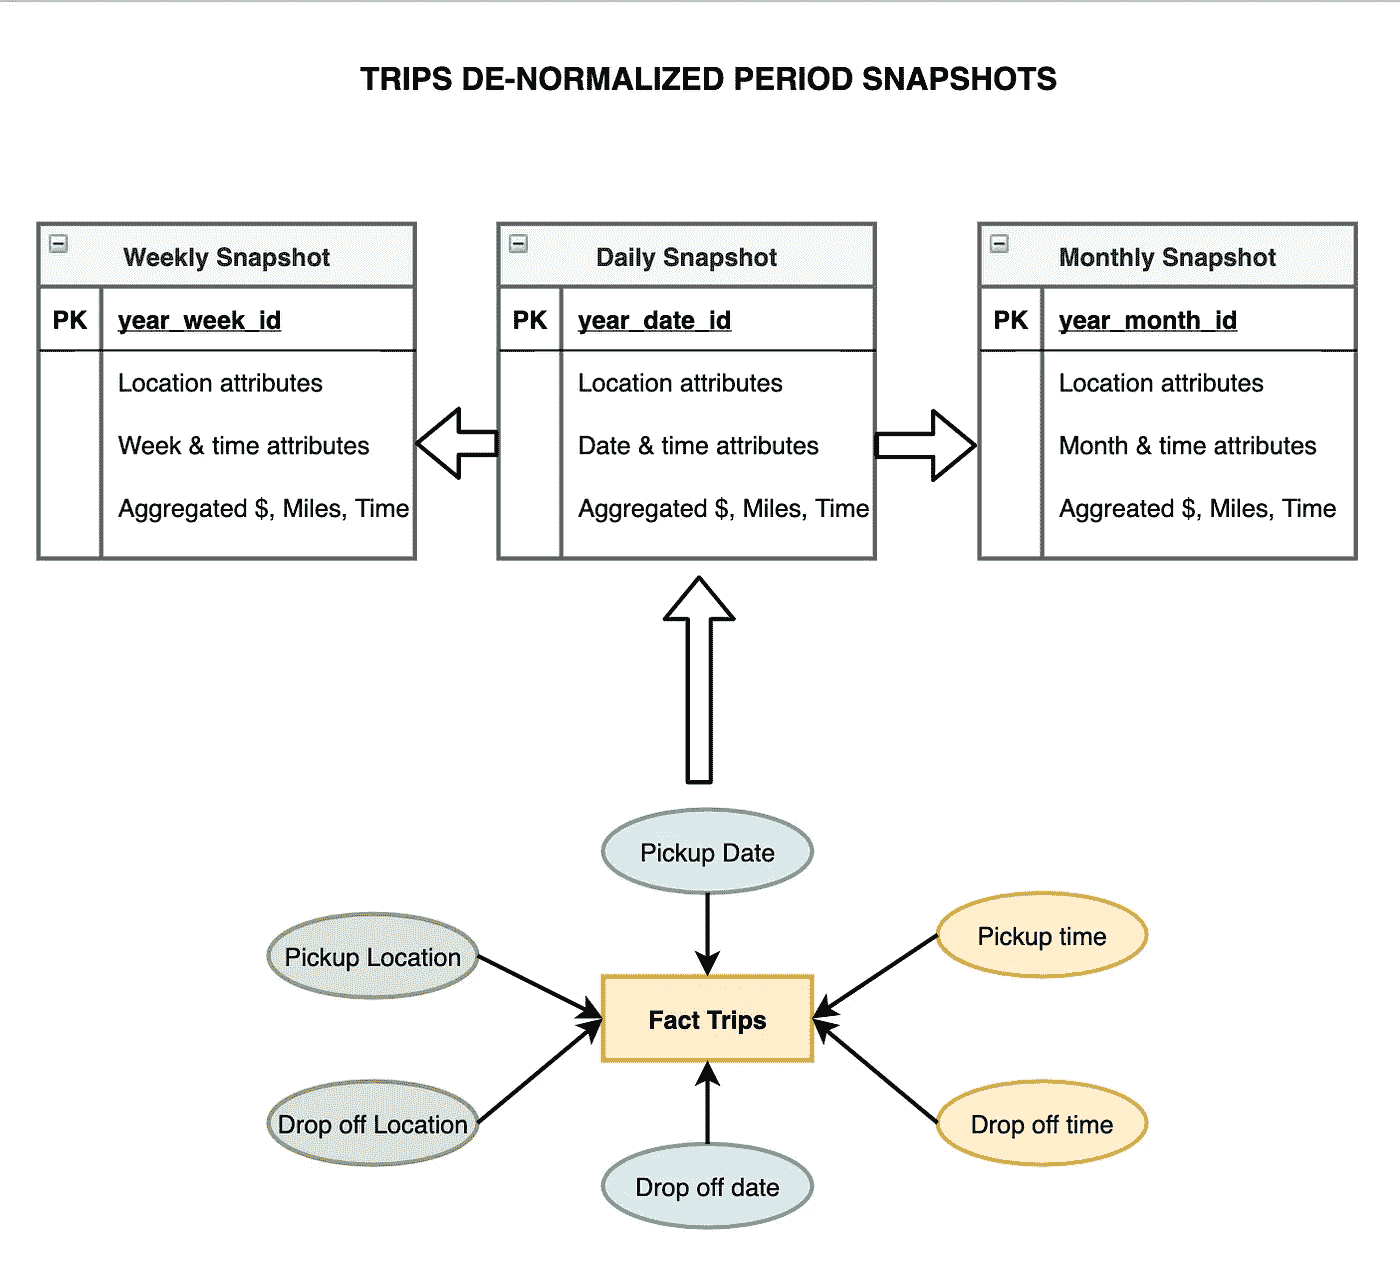 TRIPS DE-NORMALIZED PERIOD SNAPSHOTS
Weekly Snapshot
PK year_week_id
Location attributes
Week & time attributes
Aggregated $, Miles, Time
Daily Snapshot
PK year_date_id
Location attributes
Date & time attributes
Aggregated $, Miles, Time
Monthly Snapshot
PK year_month_id
Location attributes
Month & time attributes
Aggreated $, Miles, Time
Pickup Date
Pickup Location
Pickup time
Fact Trips
Drop off Location
Drop off time
Drop off date